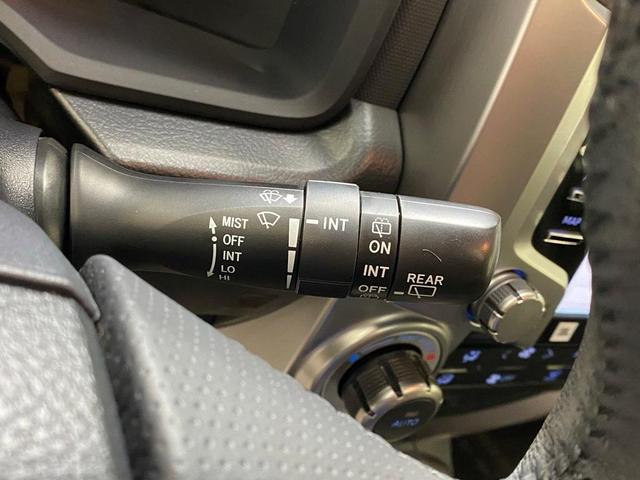 MIST
OFF
INT
LO
HI
INT
ON
INT
OFF
REAR
MAP
AUTO